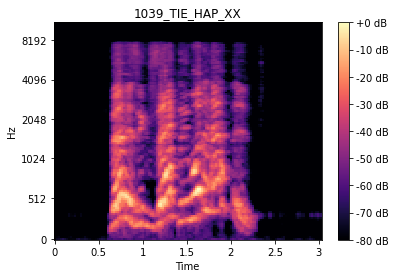 1039_TIE_HAP_XX
8192
4096
2048
1024
512
0
Hz
0 0.5 1 1.5 2 2.5 3
Time
+0 dB
-10 dB
-20 dB
-30 dB
-40 dB
-50 dB
-60 dB
-70 dB
-80 dB